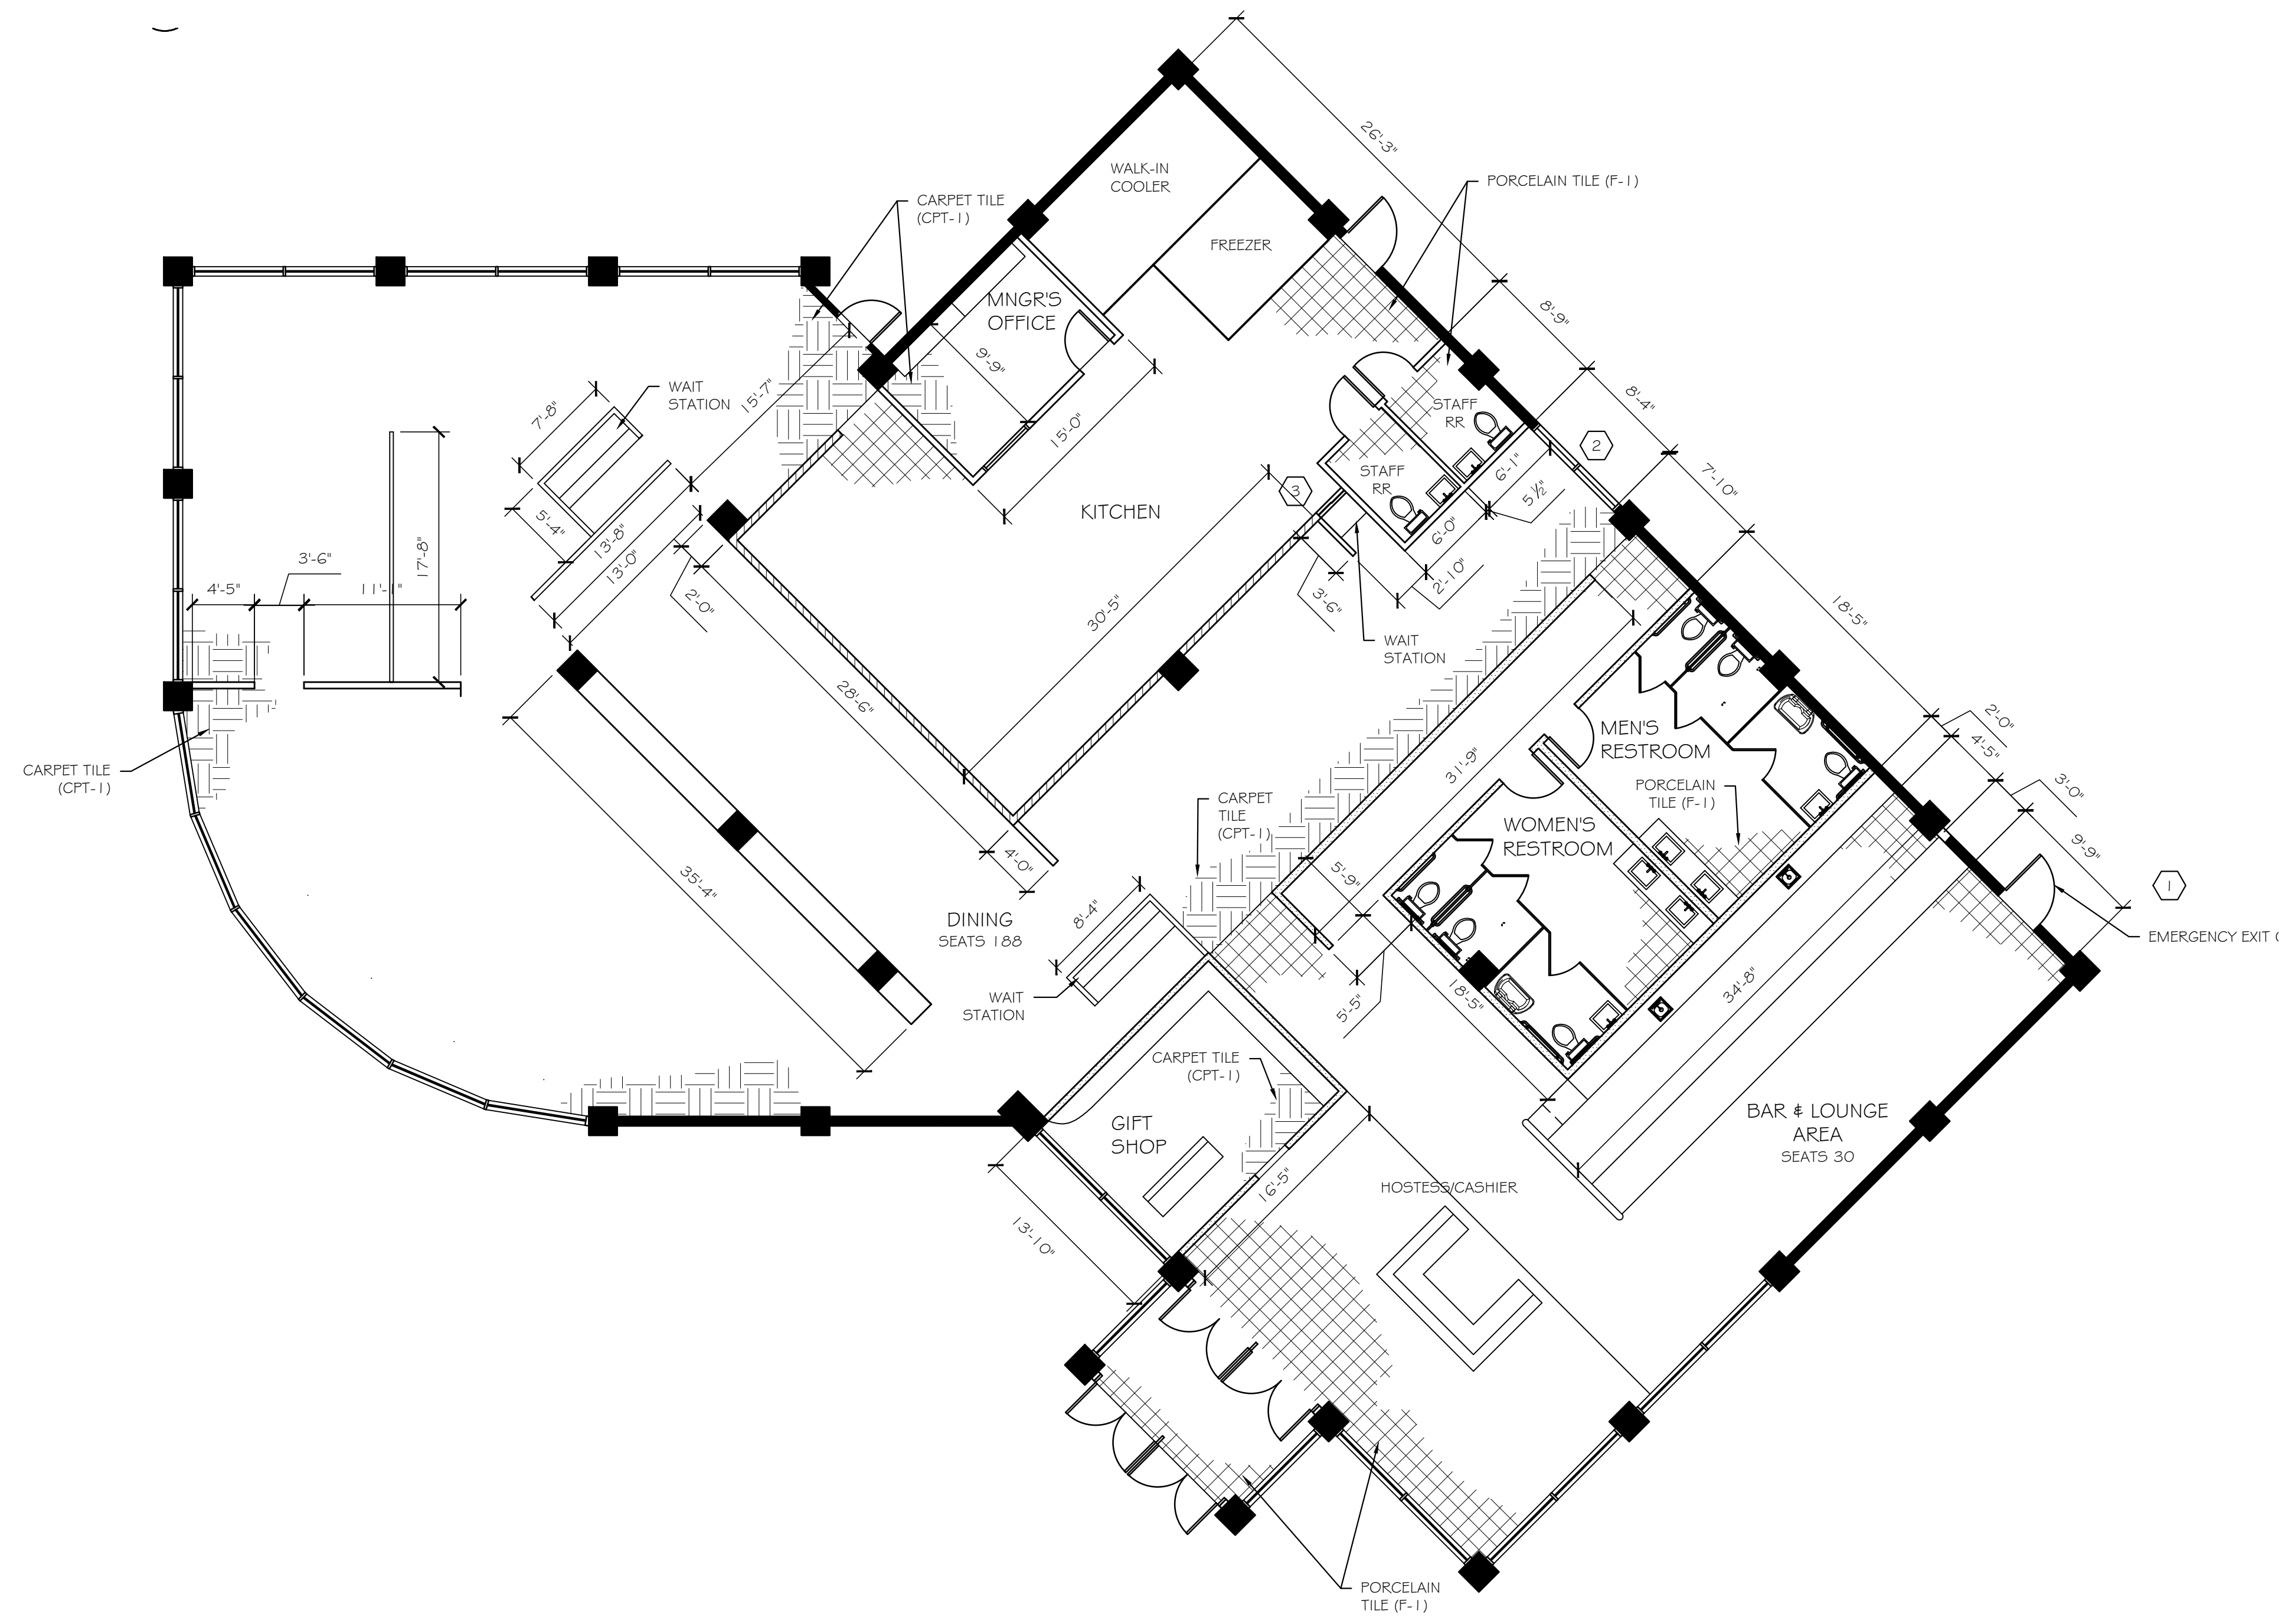 26'-3"
WALK-IN
COOLER
PORCELAIN TILE (F-1)
CARPET TILE
(CPT-1)
FREEZER
MNGR'S
OFFICE
8'-9"
9'-9"
15'-7"
WAIT
STATION
7'-8"
15'-0"
STAFF
RR
8'-4"
2
STAFF
RR
6'-1"
7'-10"
3
5 ½"
KITCHEN
5'-4"
13'-8"
13'-0"
6'-0"
17'-8"
3'-6"
4'-5"
11'-1"
2'-0"
2'-10"
3'-6"
30'-5"
18'-5"
WAIT
STATION
28'-6"
2'-0"
4'-5"
MEN'S
RESTROOM
31'-9"
3'-0"
CARPET TILE
(CPT-1)
PORCELAIN
TILE (F-1)
CARPET
TILE
(CPT-1)
WOMEN'S
RESTROOM
9'-9"
4'-0"
5'-9"
35'-4"
1
8'-4"
DINING
SEATS 188
EMERGENCY EXIT (
34'-8"
18'-5"
5'-5"
WAIT
STATION
CARPET TILE
(CPT-1)
GIFT
SHOP
BAR & LOUNGE
AREA
SEATS 30
16'-5"
HOSTESS/CASHIER
13'-10"
PORCELAIN
TILE (F-1)